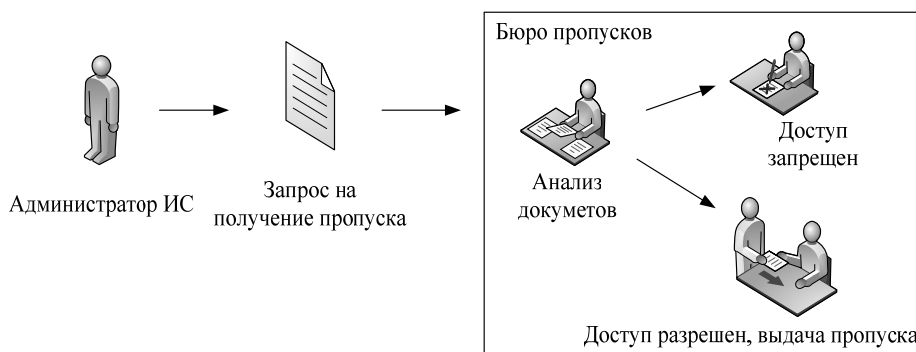 Администратор ИС
Запрос на
получение пропуска
Бюро пропусков
Анализ
докуметов
Доступ
запрещен
Доступ разрешен, выдача пропуска